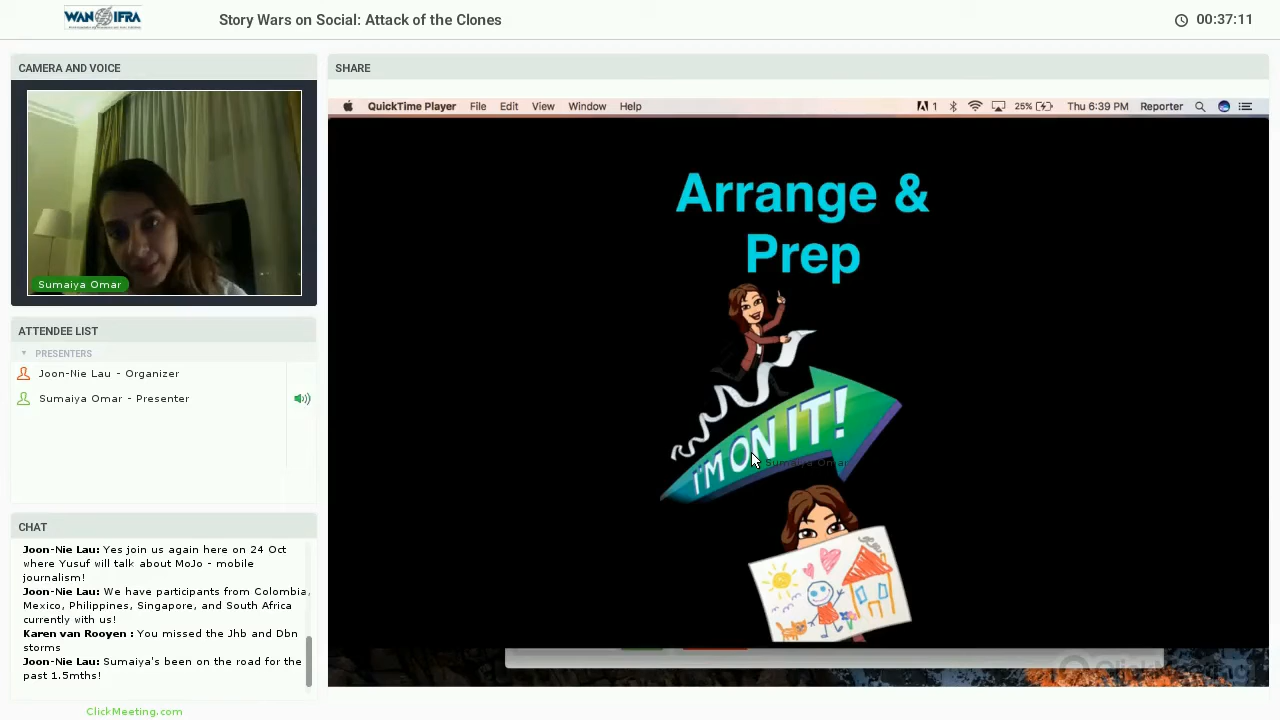 WAN IFRA
Story Wars on Social: Attack of the Clones
00:37:11
CAMERA AND VOICE
Sumaiya Omar
ATTENDEE LIST
PRESENTERS
Joon-Nie Lau - Organizer
Sumaiya Omar - Presenter
CHAT
Joon-Nie Lau: Yes join us again here on 24 Oct
where Yusuf will talk about MoJo - mobile
journalism!
Joon-Nie Lau: We have participants from Colombia,
Mexico, Philippines, Singapore, and South Africa
currently with us!
Karen van Rooyen : You missed the Jhb and Dbn
storms
Joon-Nie Lau: Sumaiya's been on the road for the
past 1.5mths!
ClickMeeting.com
SHARE
QuickTime Player File Edit View Window Help 1 25% Thu 6:39 PM Reporter
Arrange &
Prep
I'M ON IT!
Sumaiya Omar
ClickMeeting